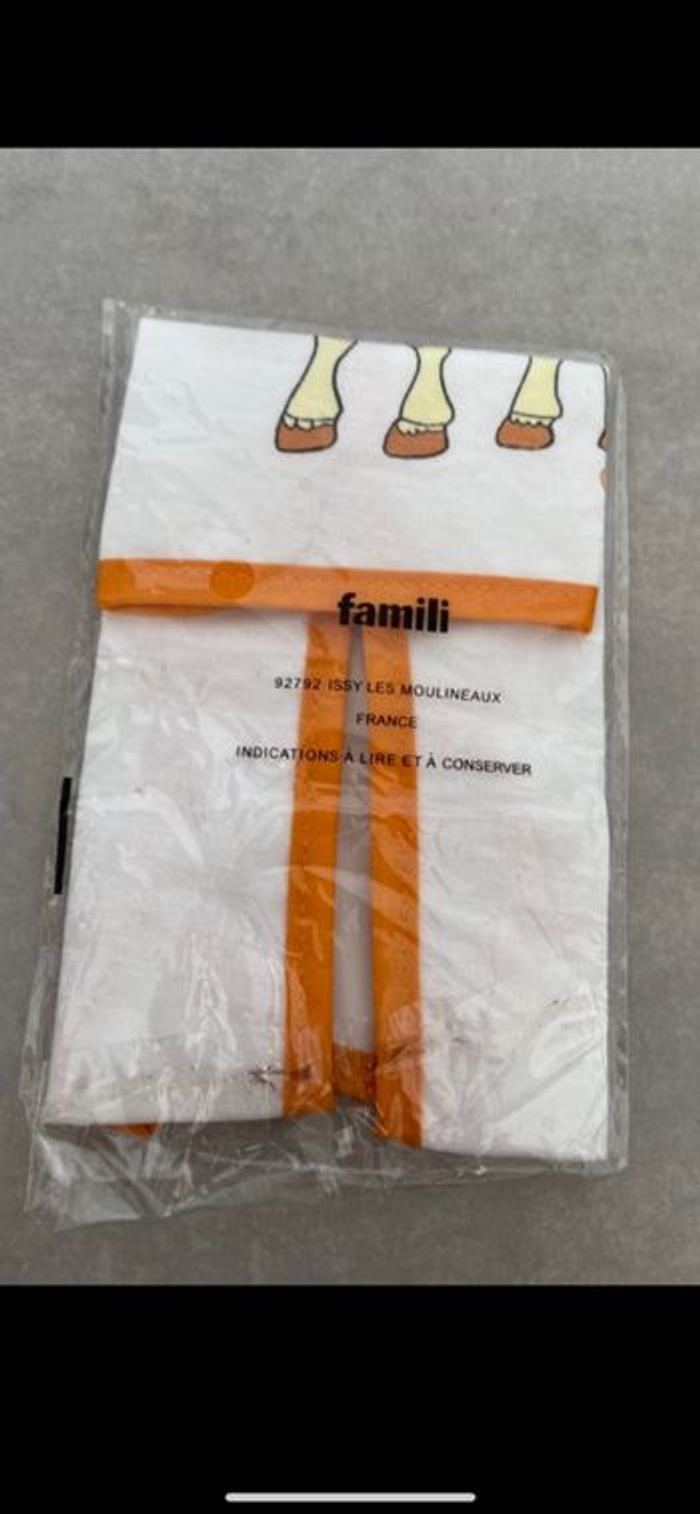 famili
92792 ISSY LES MOULINEAUX
FRANCE
INDICATIONS À LIRE ET À CONSERVER